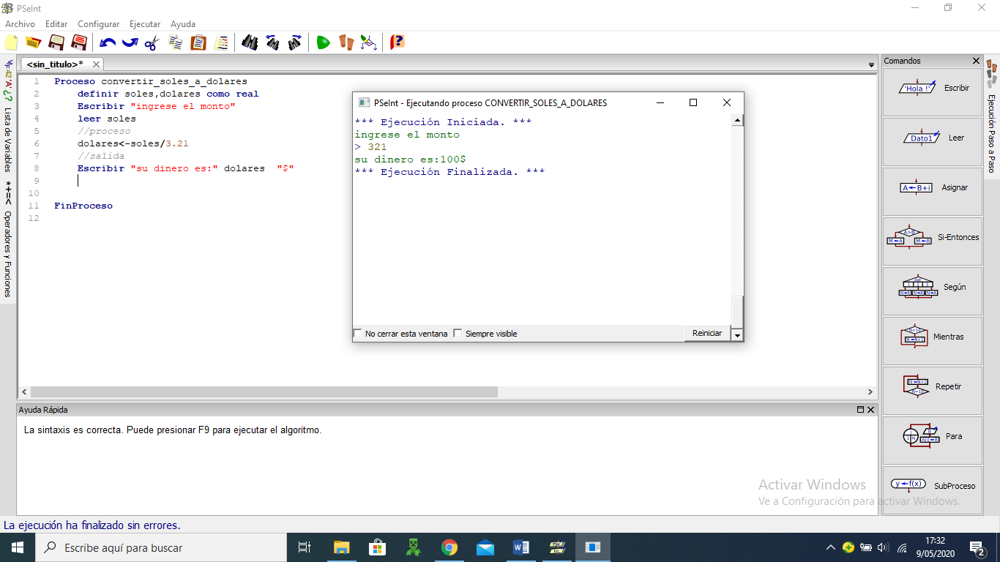 PSeInt
Archivo Editar Configurar Ejecutar Ayuda
<sin_titulo>*
1 Proceso convertir_soles_a_dolares
2 definir soles,dolares como real
3 Escribir "ingrese el monto"
4 leer soles
5 //proceso
6 dolares<-soles/3.21
7 //salida
8 Escribir "su dinero es:" dolares "$"
9
10
11 FinProceso
12
PSeInt - Ejecutando proceso CONVERTIR_SOLES_A_DOLARES
*** Ejecución Iniciada. ***
ingrese el monto
> 321
su dinero es:100$
*** Ejecución Finalizada. ***
No cerrar esta ventana Siempre visible Reiniciar
Lista de Variables
*+=< Operadores y Funciones
Comandos
'Hola !' Escribir
Dato1 Leer
A←B+i Asignar
A>B M←A M←B Si-Entonces
Según
Mientras
Repetir
Para
y←f(x) SubProceso
Ejecución Paso a Paso
Ayuda Rápida
La sintaxis es correcta. Puede presionar F9 para ejecutar el algoritmo.
Activar Windows
Ve a Configuración para activar Windows.
La ejecución ha finalizado sin errores.
Escribe aquí para buscar
17:32
9/05/2020
2